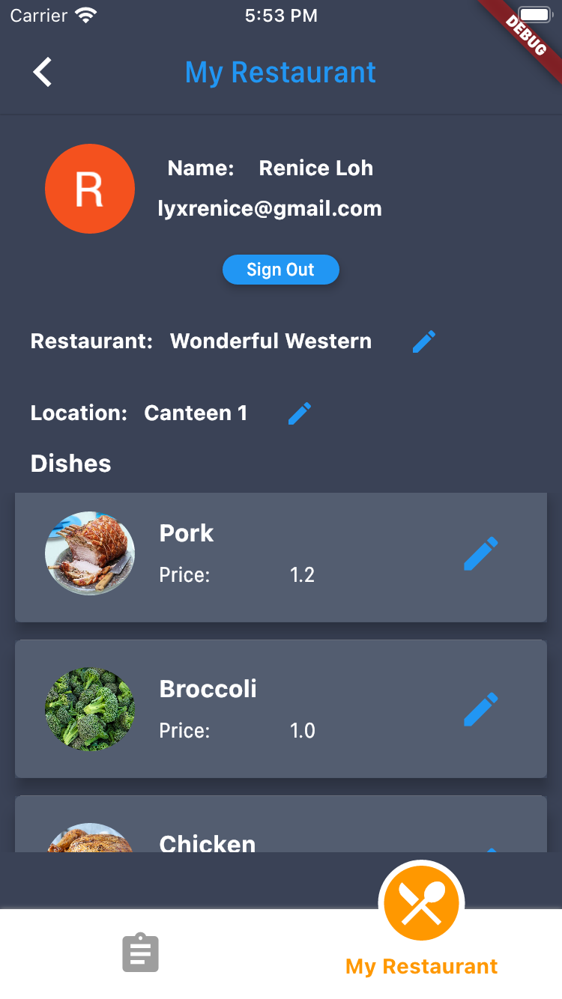 Carrier 5:53 PM
DEBUG
My Restaurant
R
Name: Renice Loh
lyxrenice@gmail.com
Sign Out
Restaurant: Wonderful Western
Location: Canteen 1
Dishes
Pork
Price: 1.2
Broccoli
Price: 1.0
Chicken
My Restaurant